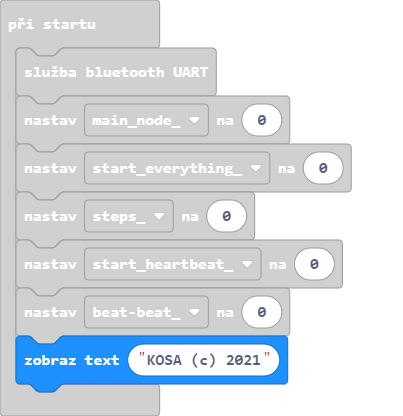 při startu
služba bluetooth UART
nastav main_node_ na 0
nastav start_everything_ na 0
nastav steps_ na 0
nastav start_heartbeat_ na 0
nastav beat-beat_ na 0
zobraz text "KOSA (c) 2021"